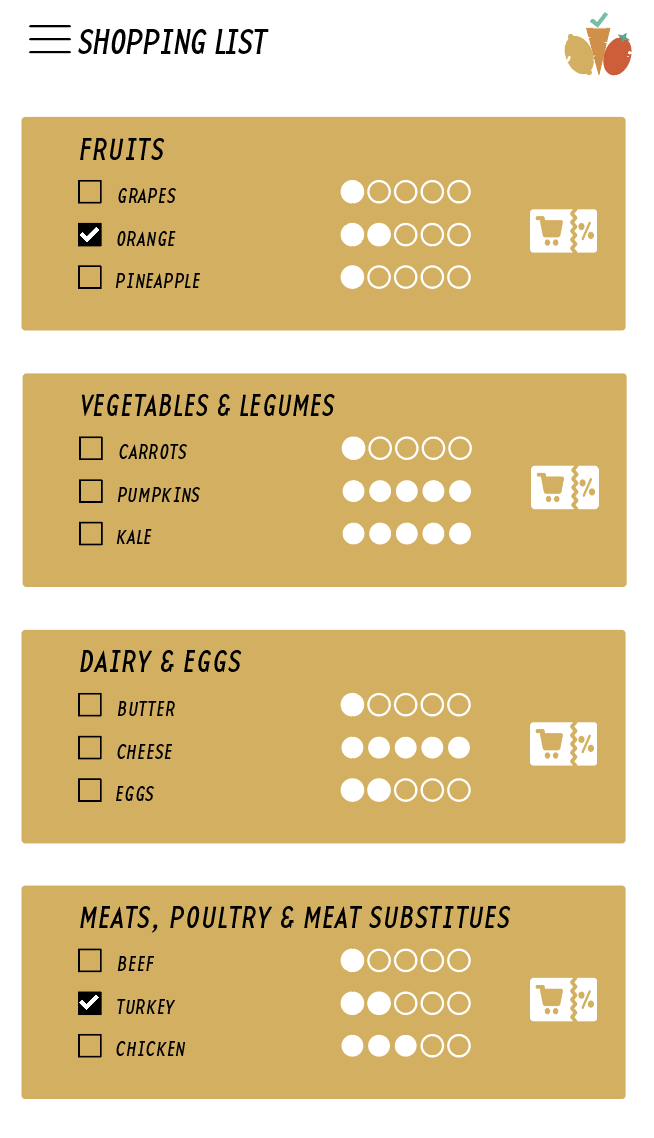 SHOPPING LIST
FRUITS
GRAPES
ORANGE
PINEAPPLE
%
VEGETABLES & LEGUMES
CARROTS
PUMPKINS
KALE
%
DAIRY & EGGS
BUTTER
CHEESE
EGGS
%
MEATS, POULTRY & MEAT SUBSTITUES
BEEF
TURKEY
CHICKEN
%